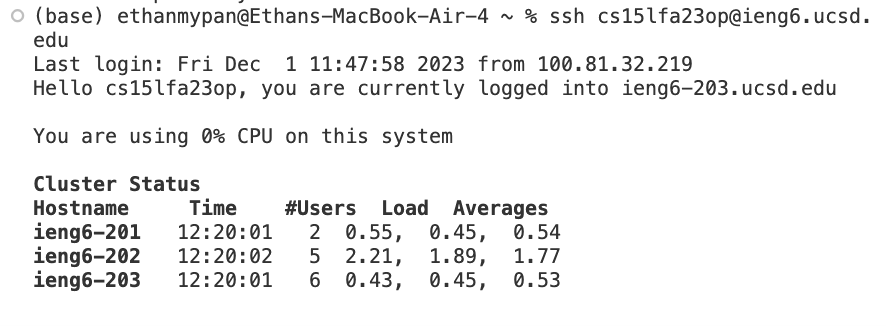 (base) ethanmypan@Ethans-MacBook-Air-4 ~ % ssh cs15lfa23op@ieng6.ucsd.
edu
Last login: Fri Dec  1 11:47:58 2023 from 100.81.32.219
Hello cs15lfa23op, you are currently logged into ieng6-203.ucsd.edu
You are using 0% CPU on this system
Cluster Status
Hostname     Time    #Users  Load  Averages
ieng6-201   12:20:01   2  0.55,  0.45,  0.54
ieng6-202   12:20:02   5  2.21,  1.89,  1.77
ieng6-203   12:20:01   6  0.43,  0.45,  0.53